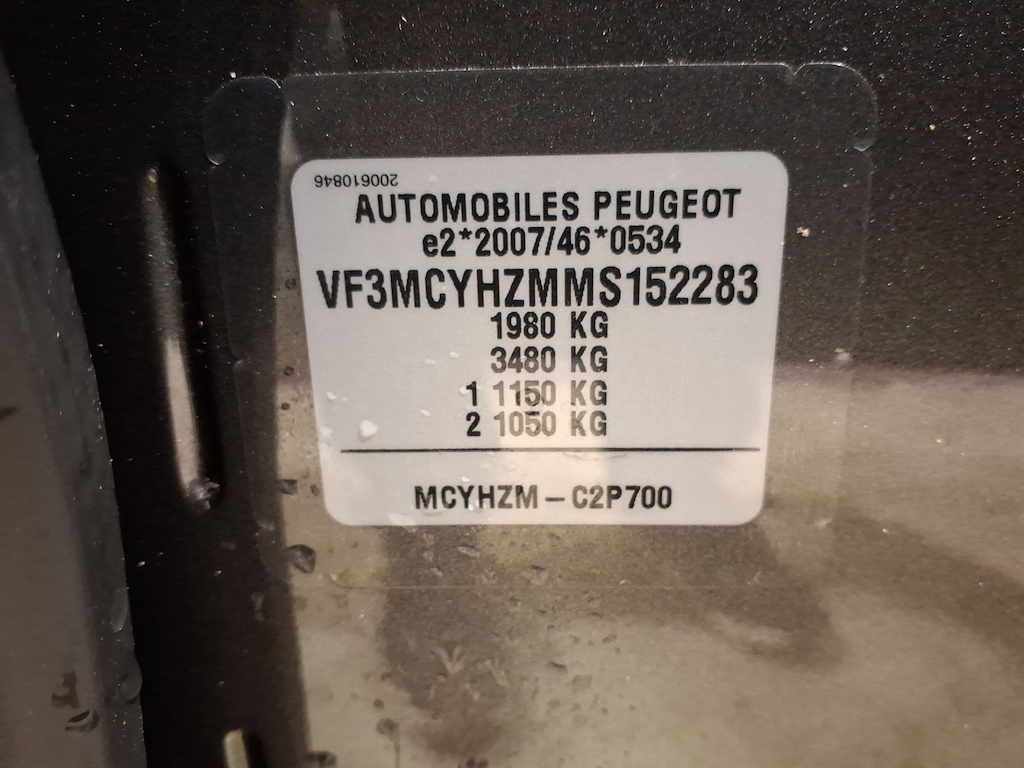 200610846
AUTOMOBILES PEUGEOT
e2*2007/46*0534
VF3MCYHZMMS152283
1980 KG
3480 KG
1 1150 KG
2 1050 KG
MCYHZM – C2P700